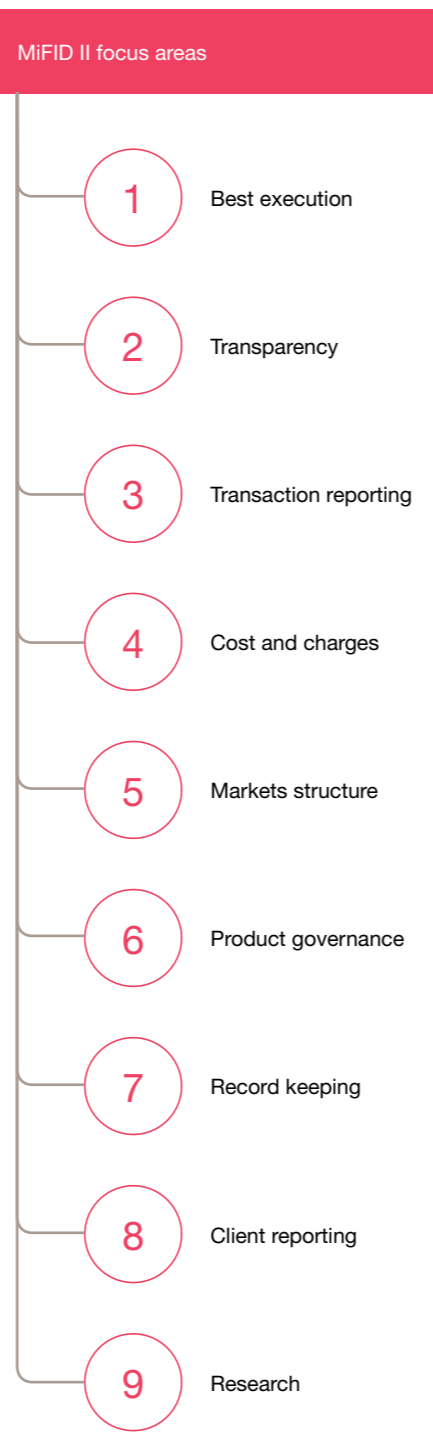 MiFID II focus areas
1 Best execution
2 Transparency
3 Transaction reporting
4 Cost and charges
5 Markets structure
6 Product governance
7 Record keeping
8 Client reporting
9 Research